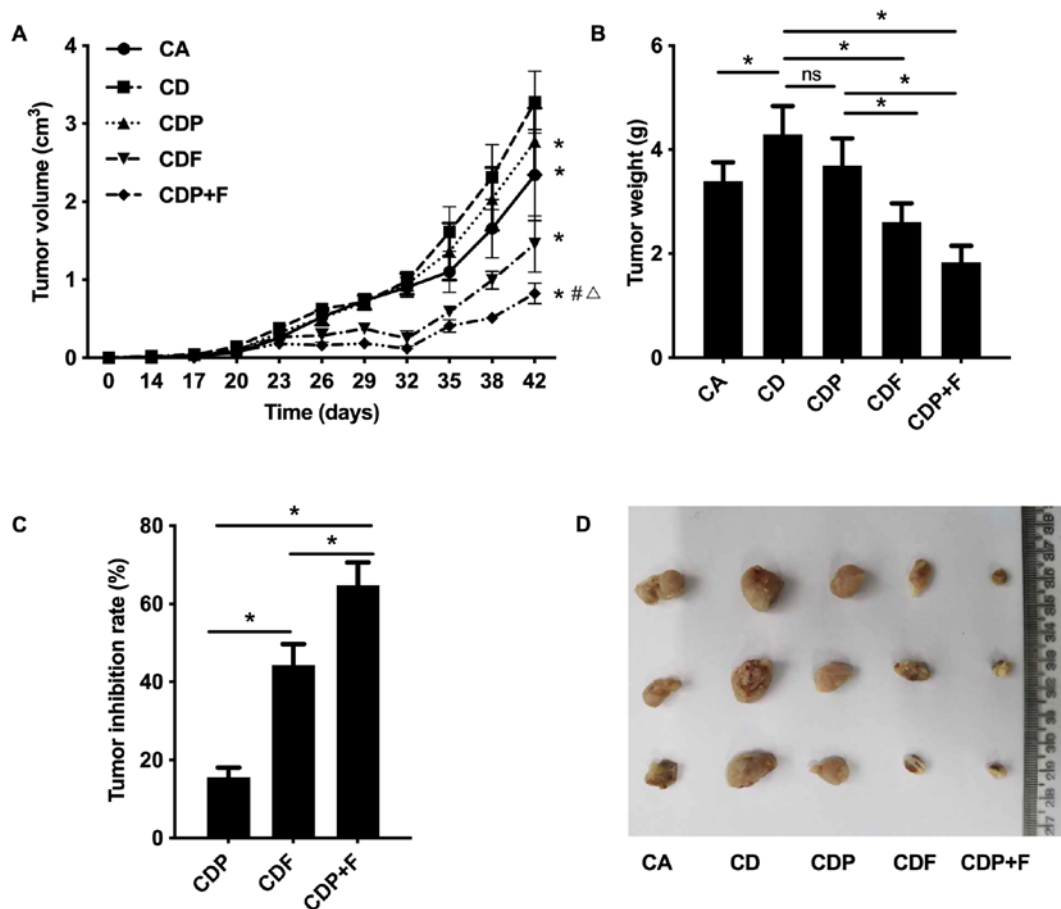 A
4
3
2
1
0
Tumor volume (cm³)
CA
CD
CDP
CDF
CDP+F
*
*
*
* # △
0 14 17 20 23 26 29 32 35 38 42
Time (days)
B
6
4
2
0
Tumor weight (g)
*
* *
* ns *
*
CA CD CDP CDF CDP+F
C
80
60
40
20
0
Tumor inhibition rate (%)
*
*
*
CDP CDF CDP+F
D
CA CD CDP CDF CDP+F